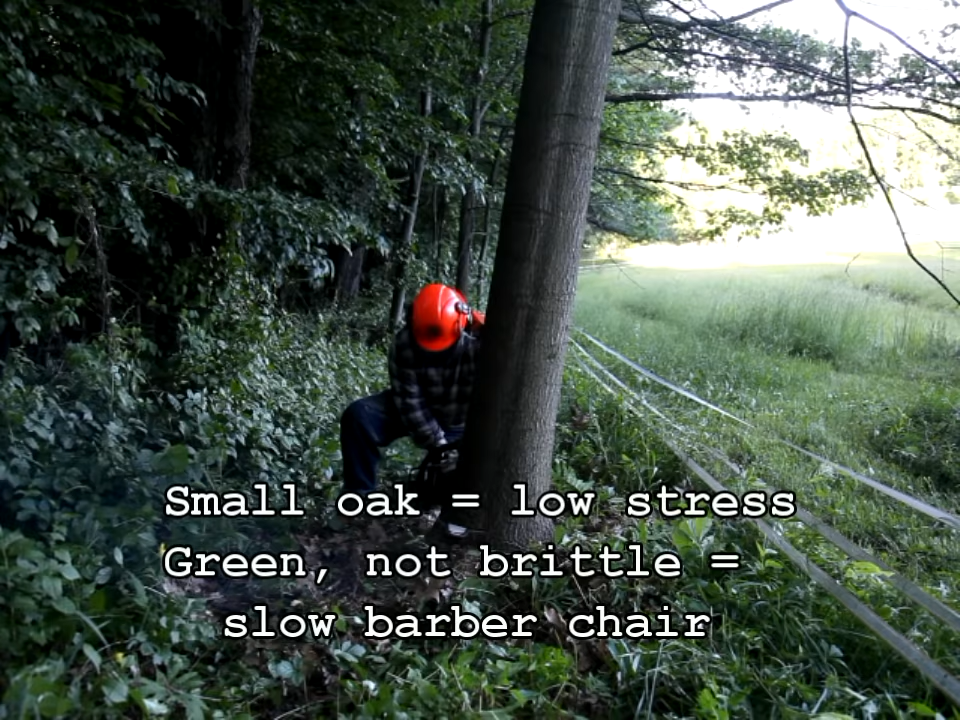 Small oak = low stress
Green, not brittle =
slow barber chair